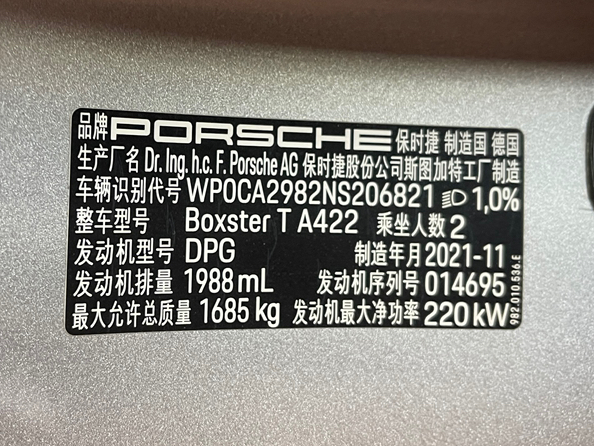 品牌 PORSCHE 保时捷 制造国 德国
生产厂名 Dr. Ing. h.c. F. Porsche AG 保时捷股份公司斯图加特工厂制造
车辆识别代号 WP0CA2982NS206821 1,0%
整车型号 Boxster T A422 乘坐人数 2
发动机型号 DPG 制造年月 2021-11
发动机排量 1988 mL 发动机序列号 014695
最大允许总质量 1685 kg 发动机最大净功率 220 kW
982.010.536.E